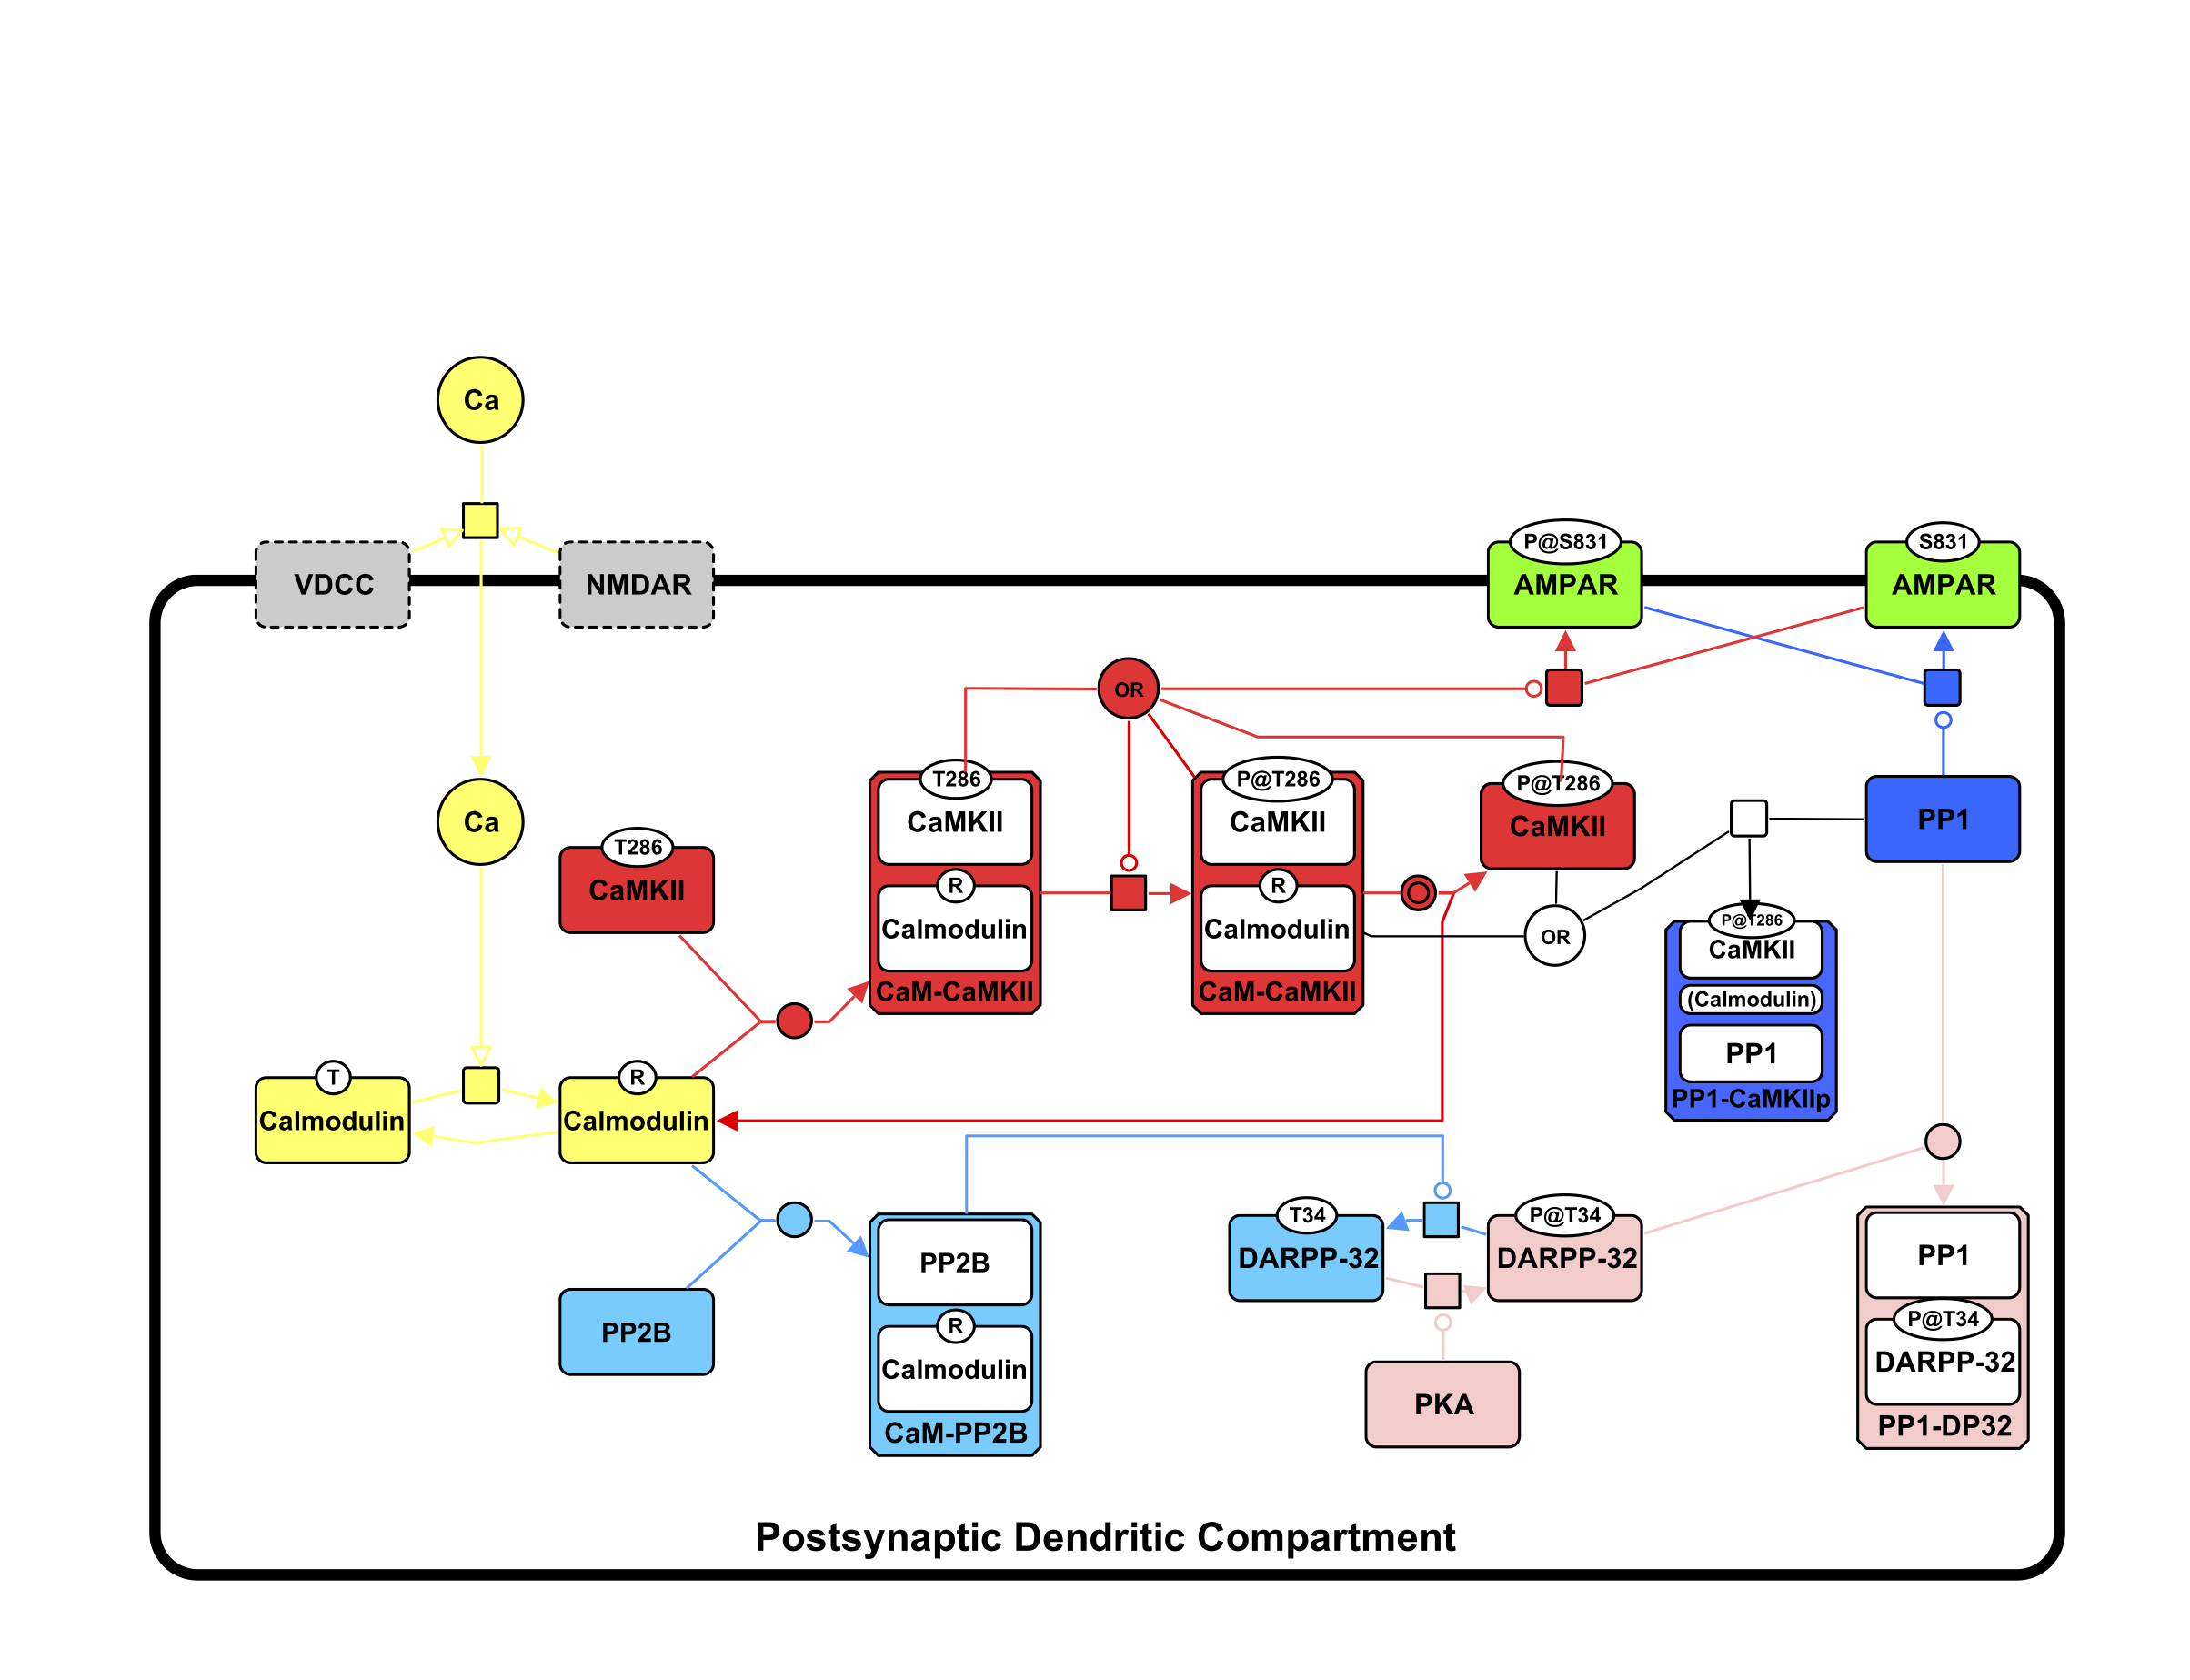 Ca
VDCC
NMDAR
P@S831
AMPAR
S831
AMPAR
OR
Ca
T286
CaMKII
T286
CaMKII
R
Calmodulin
CaM-CaMKII
P@T286
CaMKII
R
Calmodulin
CaM-CaMKII
P@T286
CaMKII
PP1
OR
P@T286
CaMKII
(Calmodulin)
PP1
PP1-CaMKIIp
T
Calmodulin
R
Calmodulin
PP2B
PP2B
R
Calmodulin
CaM-PP2B
T34
DARPP-32
P@T34
DARPP-32
PKA
PP1
P@T34
DARPP-32
PP1-DP32
Postsynaptic Dendritic Compartment